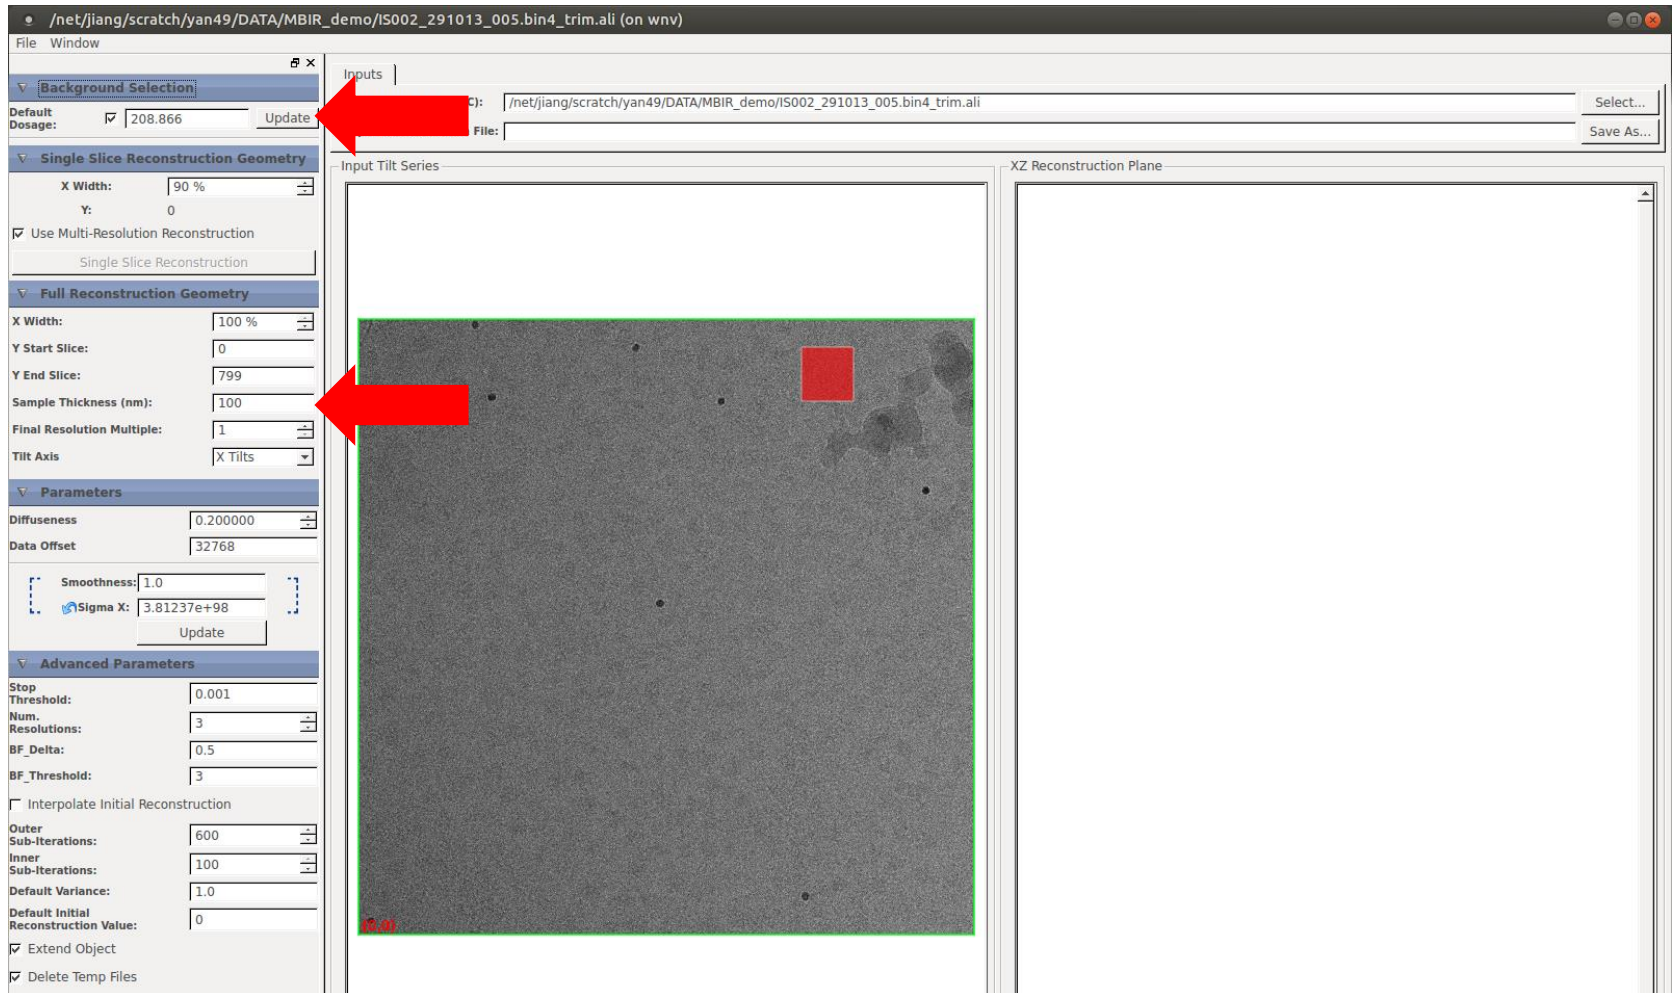 /net/jiang/scratch/yan49/DATA/MBIR_demo/IS002_291013_005.bin4_trim.ali (on wnv)
File Window
Background Selection
Default Dosage: 208.866 Update
Single Slice Reconstruction Geometry
X Width: 90 %
Y: 0
Use Multi-Resolution Reconstruction
Single Slice Reconstruction
Full Reconstruction Geometry
X Width: 100 %
Y Start Slice: 0
Y End Slice: 799
Sample Thickness (nm): 100
Final Resolution Multiple: 1
Tilt Axis X Tilts
Parameters
Diffuseness 0.200000
Data Offset 32768
Smoothness: 1.0
Sigma X: 3.81237e+98
Update
Advanced Parameters
Stop Threshold: 0.001
Num. Resolutions: 3
BF_Delta: 0.5
BF_Threshold: 3
Interpolate Initial Reconstruction
Outer Sub-Iterations: 600
Inner Sub-Iterations: 100
Default Variance: 1.0
Default Initial Reconstruction Value: 0
Extend Object
Delete Temp Files
Inputs
C): /net/jiang/scratch/yan49/DATA/MBIR_demo/IS002_291013_005.bin4_trim.ali Select...
File: Save As...
Input Tilt Series
XZ Reconstruction Plane
(0,0)